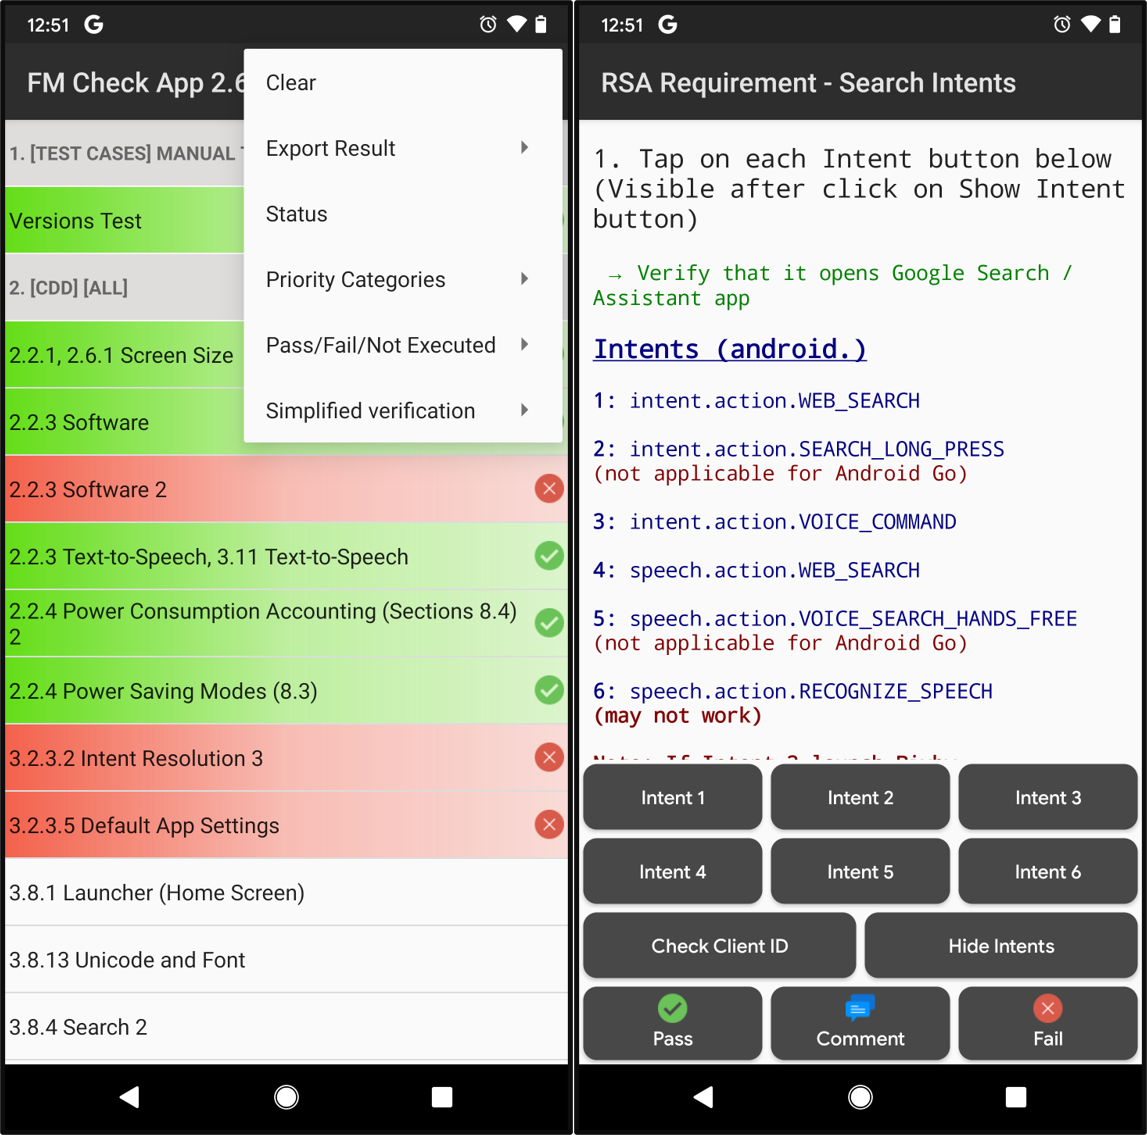 12:51 G
FM Check App 2.6
Clear
Export Result
Status
Priority Categories
Pass/Fail/Not Executed
Simplified verification
1. [TEST CASES] MANUAL
Versions Test
2. [CDD] [ALL]
2.2.1, 2.6.1 Screen Size
2.2.3 Software
2.2.3 Software 2
2.2.3 Text-to-Speech, 3.11 Text-to-Speech
2.2.4 Power Consumption Accounting (Sections 8.4)
2
2.2.4 Power Saving Modes (8.3)
3.2.3.2 Intent Resolution 3
3.2.3.5 Default App Settings
3.8.1 Launcher (Home Screen)
3.8.13 Unicode and Font
3.8.4 Search 2
12:51 G
RSA Requirement - Search Intents
1. Tap on each Intent button below
(Visible after click on Show Intent
button)
→ Verify that it opens Google Search /
Assistant app
Intents (android.)
1: intent.action.WEB_SEARCH
2: intent.action.SEARCH_LONG_PRESS
(not applicable for Android Go)
3: intent.action.VOICE_COMMAND
4: speech.action.WEB_SEARCH
5: speech.action.VOICE_SEARCH_HANDS_FREE
(not applicable for Android Go)
6: speech.action.RECOGNIZE_SPEECH
(may not work)
Intent 1
Intent 2
Intent 3
Intent 4
Intent 5
Intent 6
Check Client ID
Hide Intents
Pass
Comment
Fail